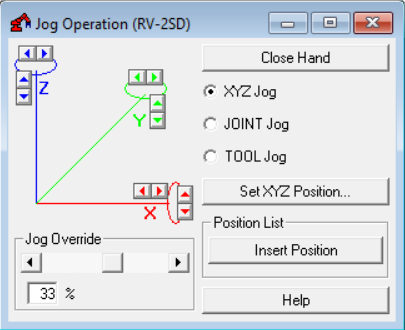 Jog Operation (RV-2SD)
Close Hand
Z
XYZ Jog
Y
JOINT Jog
TOOL Jog
X
Set XYZ Position...
Position List
Insert Position
Jog Override
33 %
Help